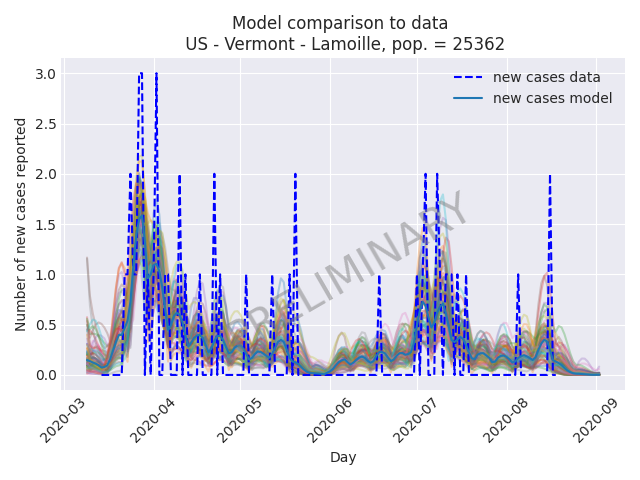 Model comparison to data
US - Vermont - Lamoille, pop. = 25362
new cases data
new cases model
PRELIMINARY
Number of new cases reported
3.0
2.5
2.0
1.5
1.0
0.5
0.0
2020-03
2020-04
2020-05
2020-06
2020-07
2020-08
2020-09
Day